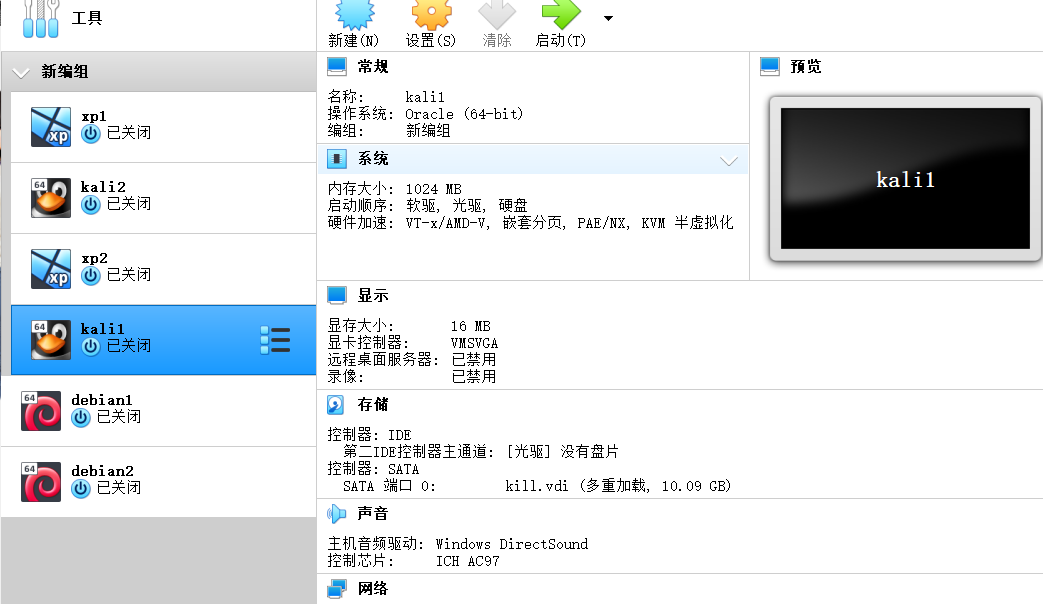 工具
新建(N) 设置(S) 清除 启动(T)
新编组
xp1
已关闭
64
kali2
已关闭
xp2
已关闭
64
kali1
已关闭
64
debian1
已关闭
64
debian2
已关闭
常规
名称: kali1
操作系统: Oracle (64-bit)
编组: 新编组
系统
内存大小: 1024 MB
启动顺序: 软驱, 光驱, 硬盘
硬件加速: VT-x/AMD-V, 嵌套分页, PAE/NX, KVM 半虚拟化
预览
kali1
显示
显存大小: 16 MB
显卡控制器: VMSVGA
远程桌面服务器: 已禁用
录像: 已禁用
存储
控制器: IDE
第二IDE控制器主通道: [光驱] 没有盘片
控制器: SATA
SATA 端口 0: kill.vdi (多重加载, 10.09 GB)
声音
主机音频驱动: Windows DirectSound
控制芯片: ICH AC97
网络